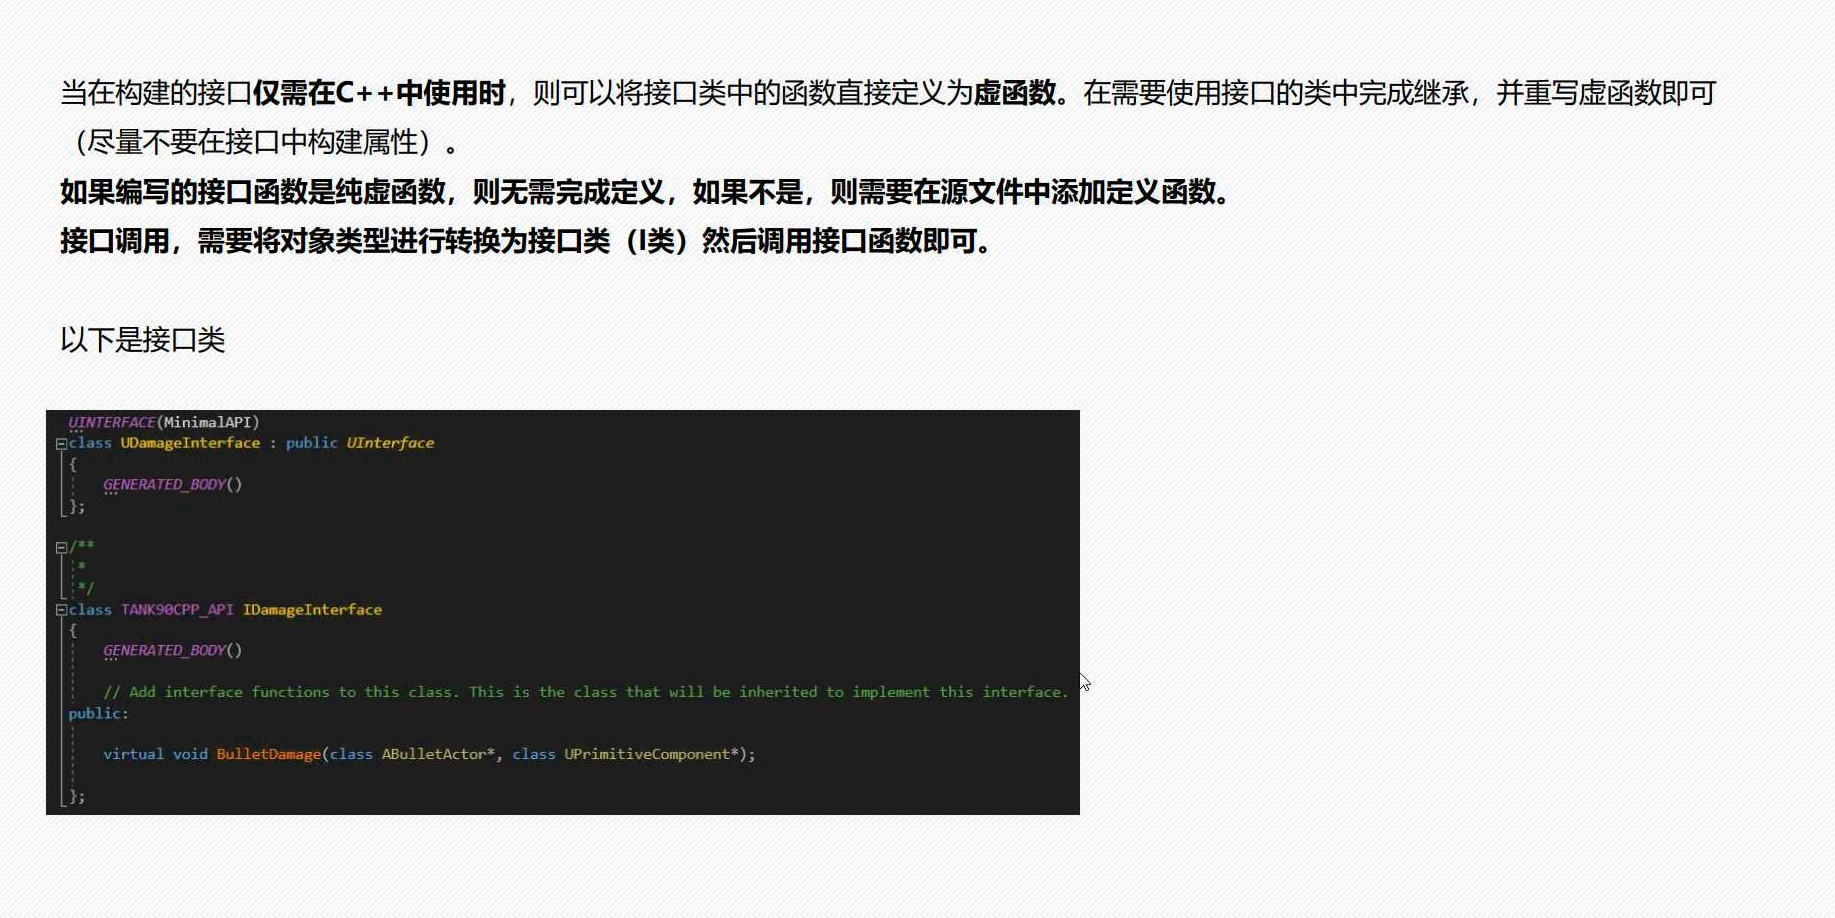 当在构建的接口仅需在C++中使用时，则可以将接口类中的函数直接定义为虚函数。在需要使用接口的类中完成继承，并重写虚函数即可
（尽量不要在接口中构建属性）。
如果编写的接口函数是纯虚函数，则无需完成定义，如果不是，则需要在源文件中添加定义函数。
接口调用，需要将对象类型进行转换为接口类（I类）然后调用接口函数即可。
以下是接口类
UINTERFACE(MinimalAPI)
class UDamageInterface : public UInterface
{
GENERATED_BODY()
};
/**
*
*/
class TANK90CPP_API IDamageInterface
{
GENERATED_BODY()
// Add interface functions to this class. This is the class that will be inherited to implement this interface.
public:
virtual void BulletDamage(class ABulletActor*, class UPrimitiveComponent*);
};